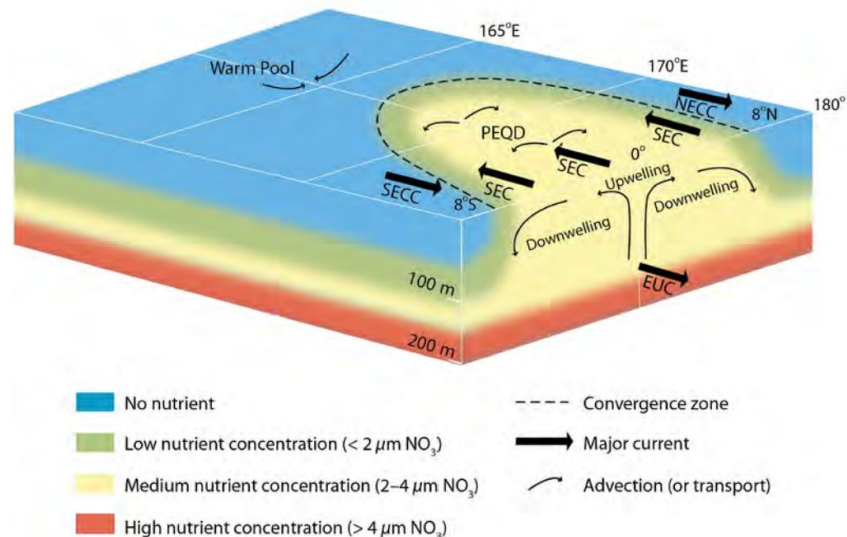 165°E
Warm Pool
170°E
180°
NECC
8°N
PEQD
SEC
0°
SEC
Upwelling
SECC
SEC
8°S
Downwelling
Downwelling
100 m
EUC
200 m
No nutrient
Low nutrient concentration (< 2 µm NO₃)
Medium nutrient concentration (2–4 µm NO₃)
High nutrient concentration (> 4 µm NO₃)
Convergence zone
Major current
Advection (or transport)